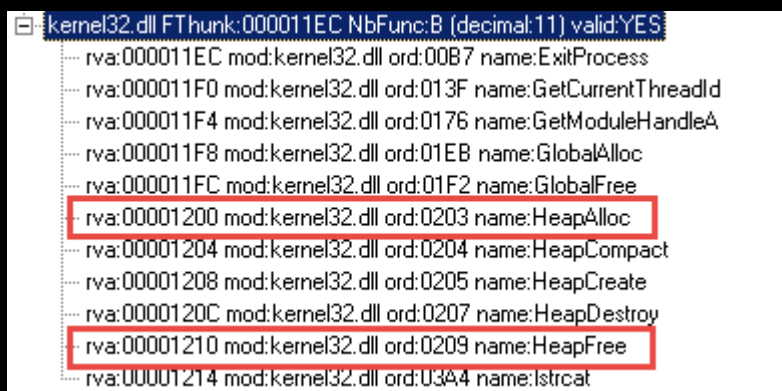 kernel32.dll FThunk:000011EC NbFunc:B (decimal:11) valid:YES
rva:000011EC mod:kernel32.dll ord:00B7 name:ExitProcess
rva:000011F0 mod:kernel32.dll ord:013F name:GetCurrentThreadId
rva:000011F4 mod:kernel32.dll ord:0176 name:GetModuleHandleA
rva:000011F8 mod:kernel32.dll ord:01EB name:GlobalAlloc
rva:000011FC mod:kernel32.dll ord:01F2 name:GlobalFree
rva:00001200 mod:kernel32.dll ord:0203 name:HeapAlloc
rva:00001204 mod:kernel32.dll ord:0204 name:HeapCompact
rva:00001208 mod:kernel32.dll ord:0205 name:HeapCreate
rva:0000120C mod:kernel32.dll ord:0207 name:HeapDestroy
rva:00001210 mod:kernel32.dll ord:0209 name:HeapFree
rva:00001214 mod:kernel32.dll ord:03A4 name:lstrcat